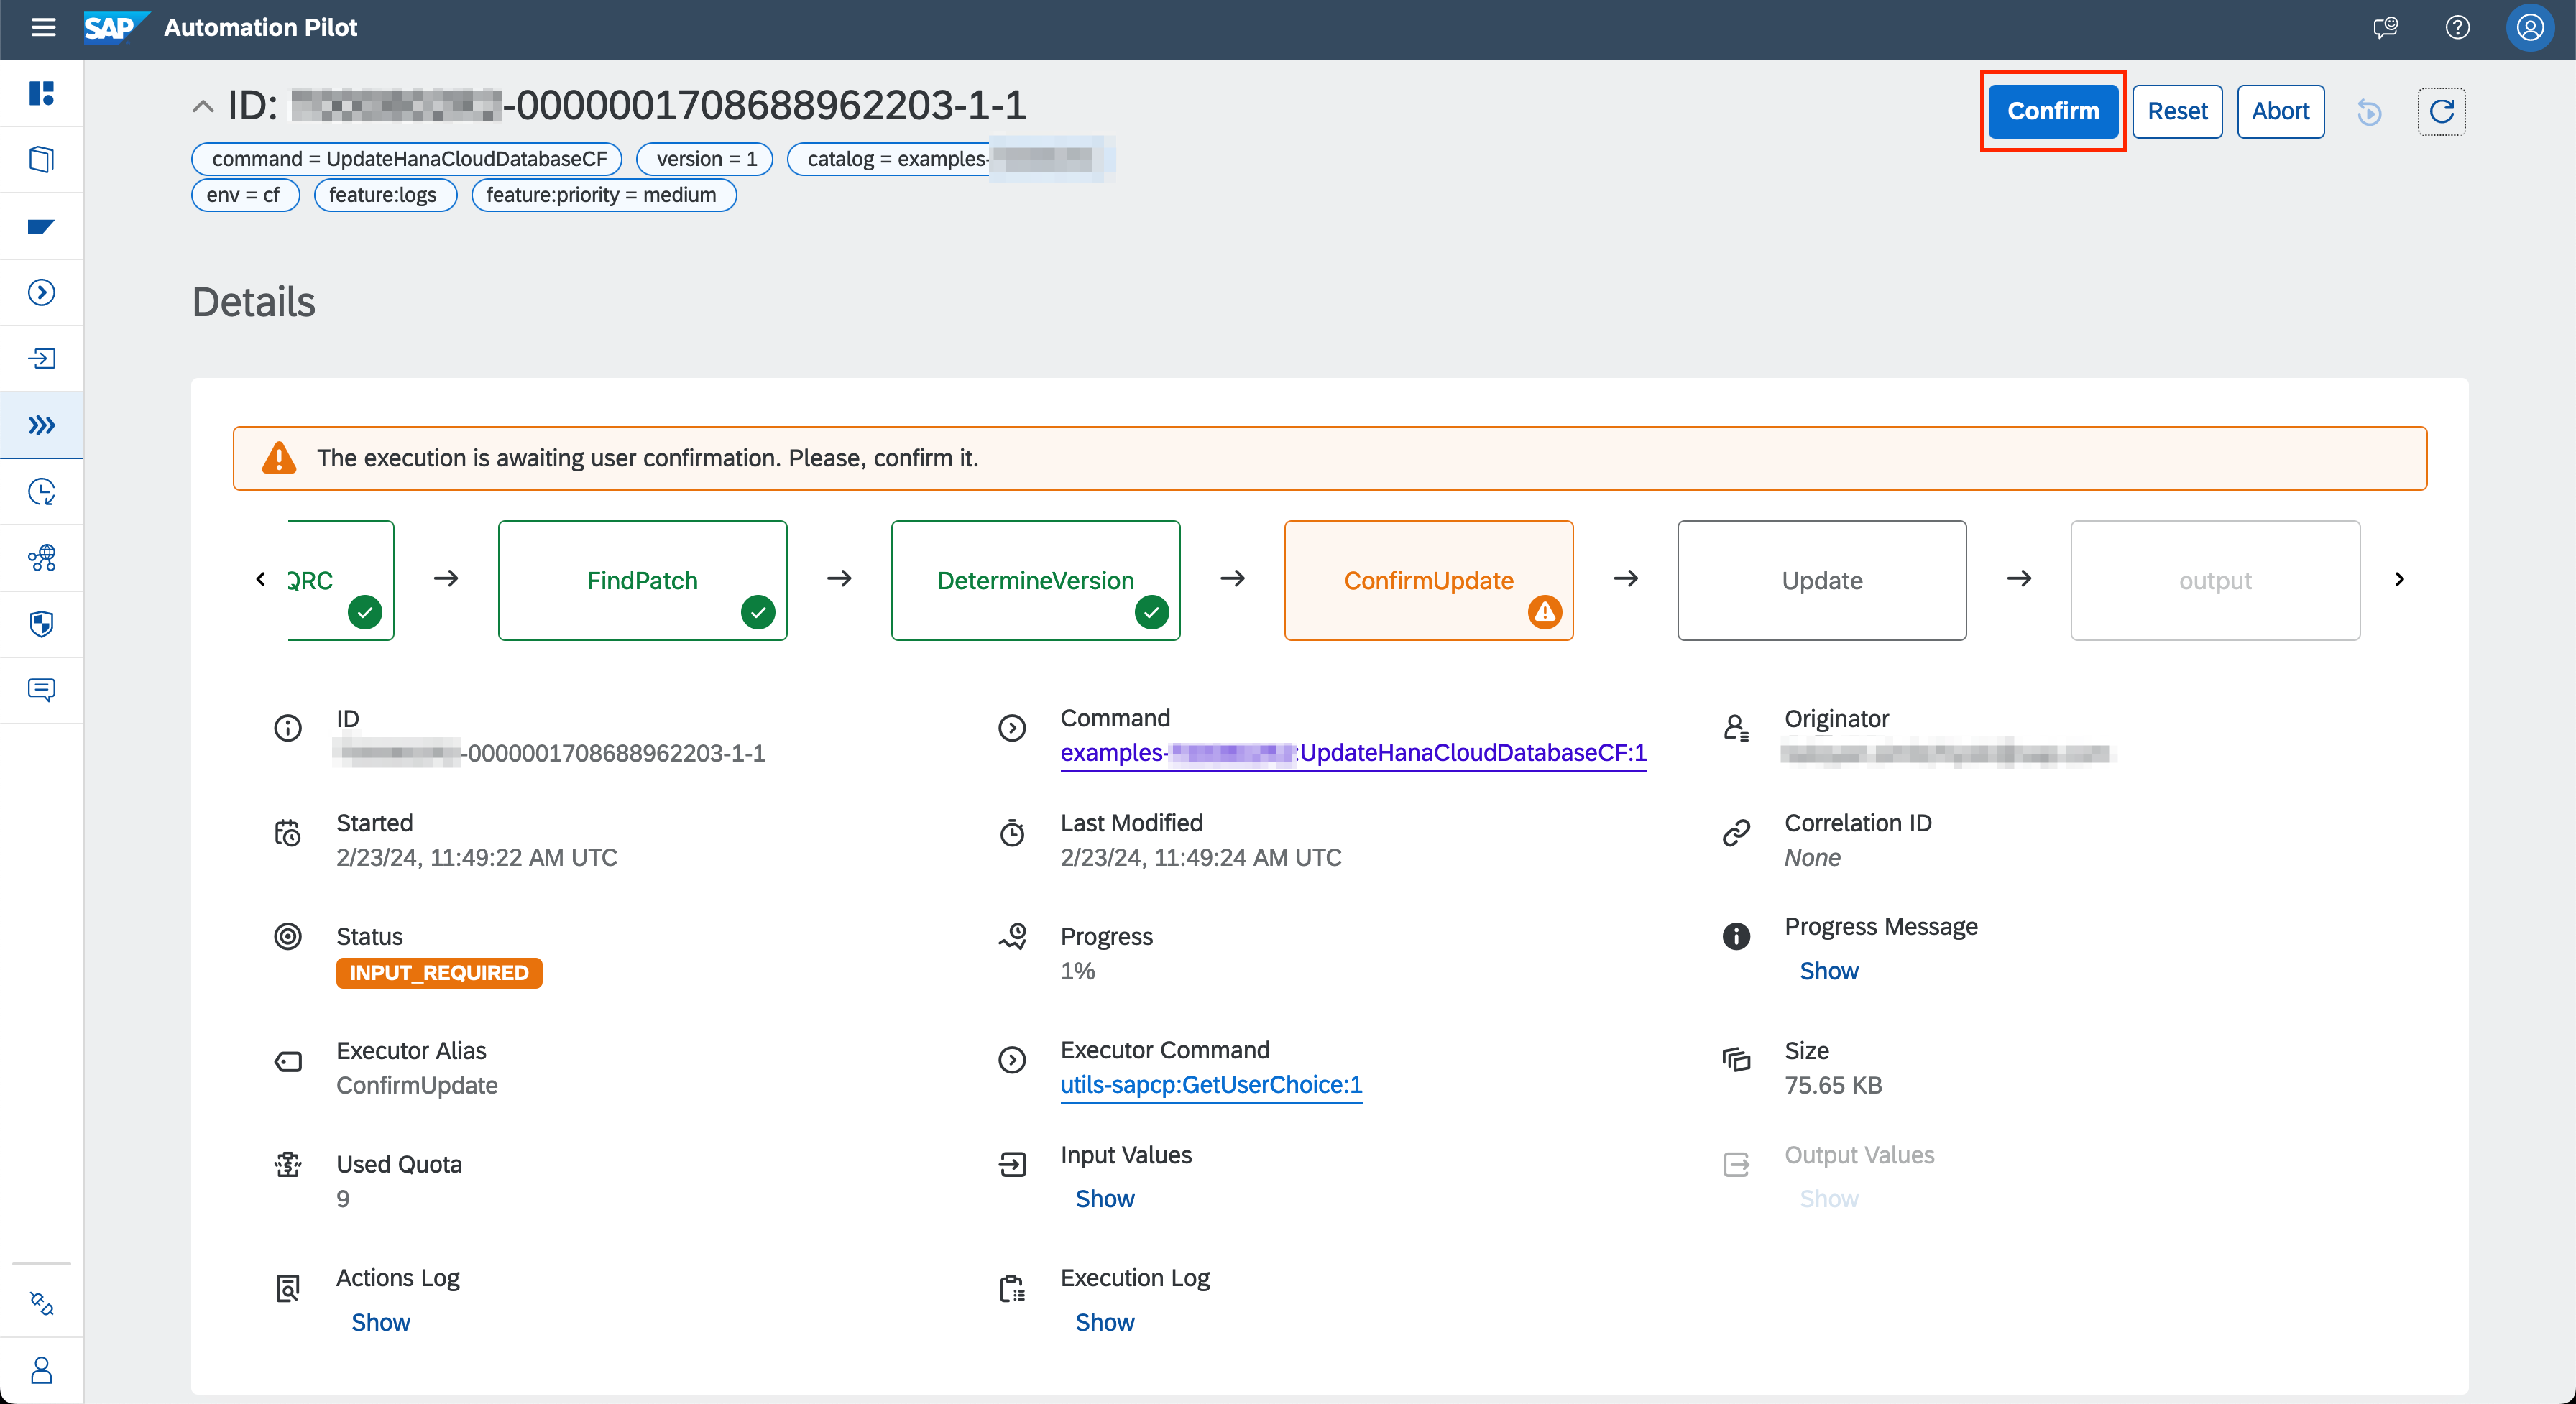 SAP Automation Pilot
ID: -0000001708688962203-1-1
Confirm Reset Abort
command = UpdateHanaCloudDatabaseCF version = 1 catalog = examples-
env = cf feature:logs feature:priority = medium
Details
The execution is awaiting user confirmation. Please, confirm it.
QRC FindPatch DetermineVersion ConfirmUpdate Update output
ID
-0000001708688962203-1-1
Command
examples- :UpdateHanaCloudDatabaseCF:1
Originator
Started
2/23/24, 11:49:22 AM UTC
Last Modified
2/23/24, 11:49:24 AM UTC
Correlation ID
None
Status
INPUT_REQUIRED
Progress
1%
Progress Message
Show
Executor Alias
ConfirmUpdate
Executor Command
utils-sapcp:GetUserChoice:1
Size
75.65 KB
Used Quota
9
Input Values
Show
Output Values
Show
Actions Log
Show
Execution Log
Show